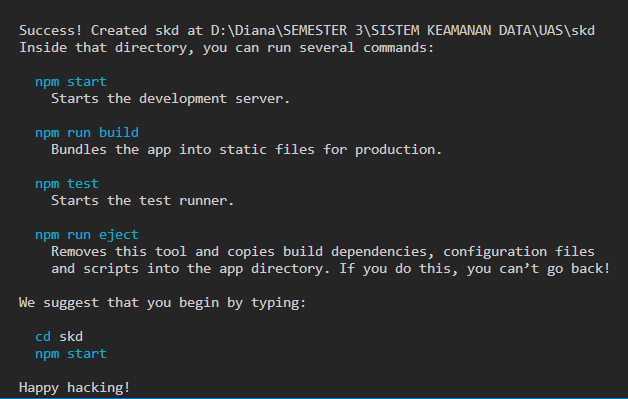 Success! Created skd at D:\Diana\SEMESTER 3\SISTEM KEAMANAN DATA\UAS\skd
Inside that directory, you can run several commands:
npm start
Starts the development server.
npm run build
Bundles the app into static files for production.
npm test
Starts the test runner.
npm run eject
Removes this tool and copies build dependencies, configuration files
and scripts into the app directory. If you do this, you can’t go back!
We suggest that you begin by typing:
cd skd
npm start
Happy hacking!